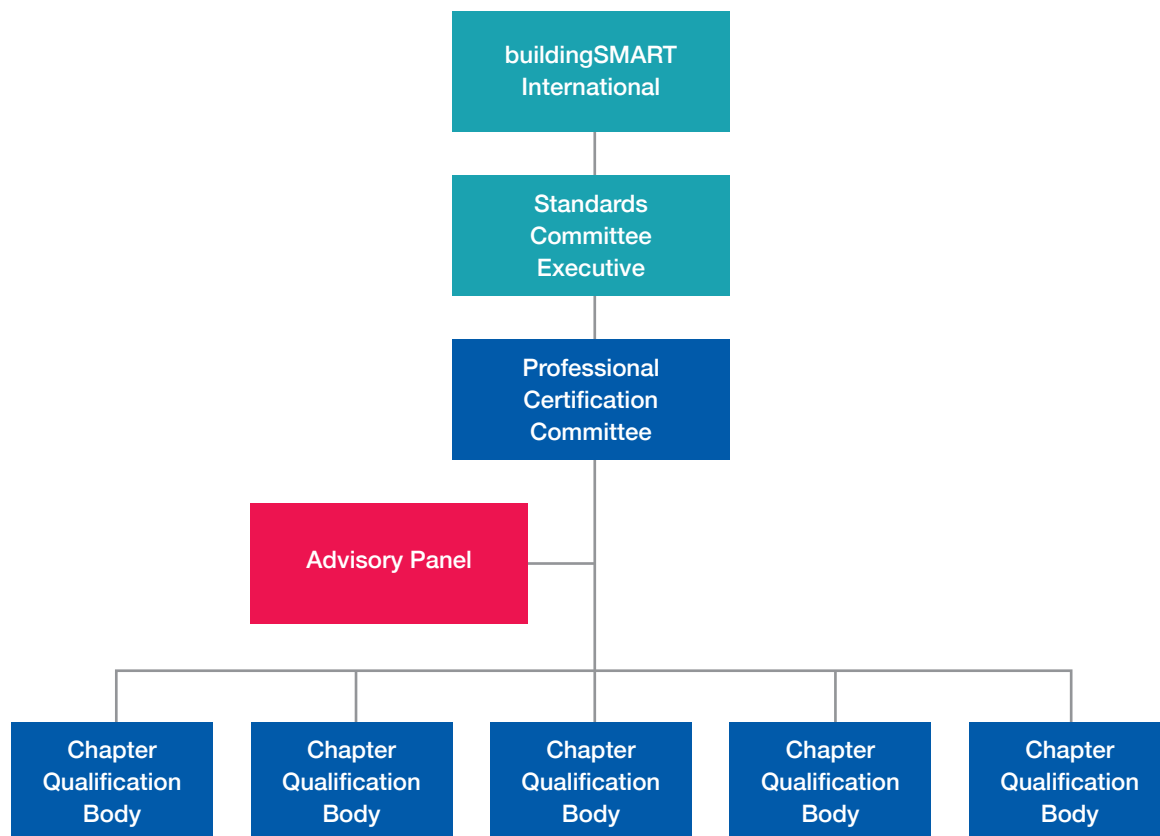 buildingSMART
International
Standards
Committee
Executive
Professional
Certification
Committee
Advisory Panel
Chapter
Qualification
Body
Chapter
Qualification
Body
Chapter
Qualification
Body
Chapter
Qualification
Body
Chapter
Qualification
Body